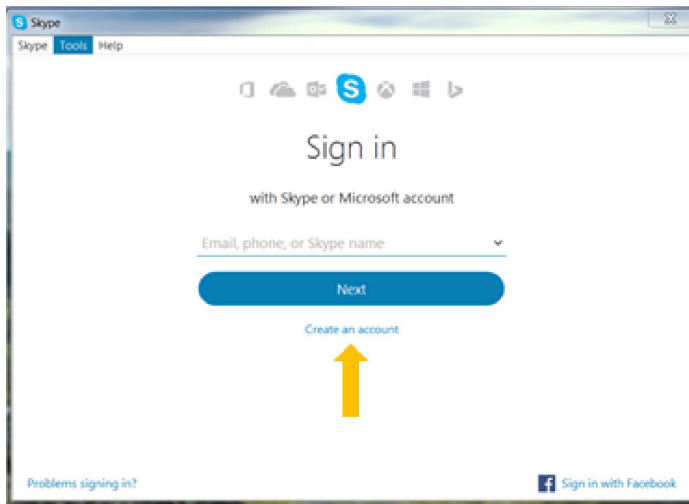 Skype
Skype Tools Help
Sign in
with Skype or Microsoft account
Email, phone, or Skype name
Next
Create an account
Problems signing in?
Sign in with Facebook